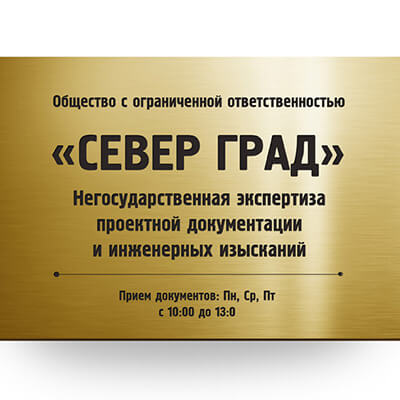 Общество с ограниченной ответственностью
«СЕВЕР ГРАД»
Негосударственная экспертиза
проектной документации
и инженерных изысканий
Прием документов: Пн, Ср, Пт
с 10:00 до 13:0